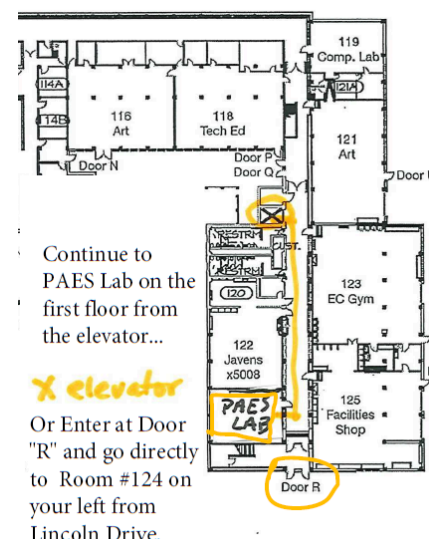 119
Comp. Lab
114A
121A
116
Art
118
Tech Ed
114B
121
Art
Door N
Door P
Door Q
Door
RESTRM
CUST.
RESTRM
Continue to
PAES Lab on the
first floor from
the elevator...
120
123
EC Gym
122
Javens
x5008
X elevator
PAES
LAB
125
Facilities
Shop
Or Enter at Door
"R" and go directly
to Room #124 on
your left from
Lincoln Drive.
Door R